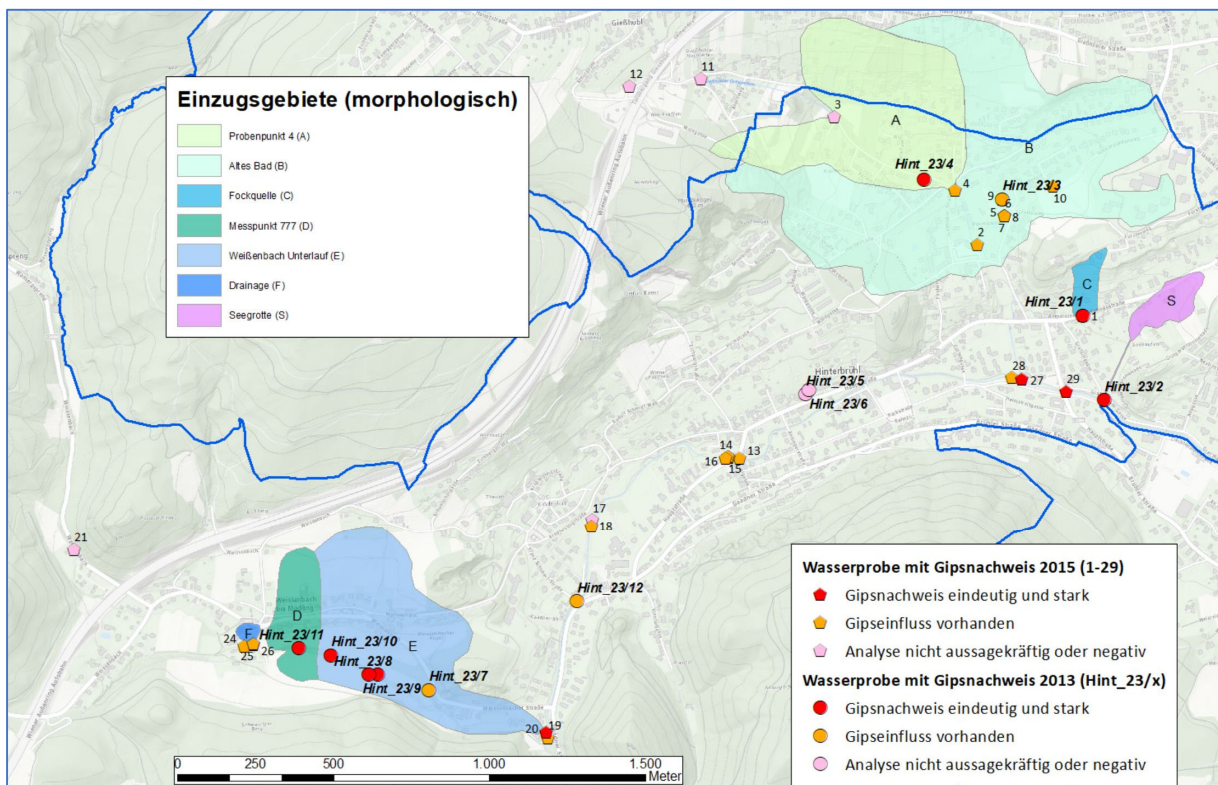 Einzugsgebiete (morphologisch)
Probenpunkt 4 (A)
Altes Bad (B)
Fockquelle (C)
Messpunkt 777 (D)
Weißenbach Unterlauf (E)
Drainage (F)
Seegrotte (S)
Gießhübl
12
11
3
A
B
Hint_23/4
4
9
Hint_23/3
6
10
5
8
7
2
C
S
Hint_23/1
1
Hinterbrühl
Hint_23/5
Hint_23/6
28
27
29
Hint_23/2
14
13
16
15
17
18
21
Hint_23/12
D
F
24
25
26
Hint_23/11
Hint_23/10
E
Hint_23/8
Hint_23/9
Hint_23/7
20
19
Wiener Außenring Autobahn
Wasserprobe mit Gipsnachweis 2015 (1-29)
Gipsnachweis eindeutig und stark
Gipseinfluss vorhanden
Analyse nicht aussagekräftig oder negativ
Wasserprobe mit Gipsnachweis 2013 (Hint_23/x)
Gipsnachweis eindeutig und stark
Gipseinfluss vorhanden
Analyse nicht aussagekräftig oder negativ
0 250 500 1.000 1.500
Meter